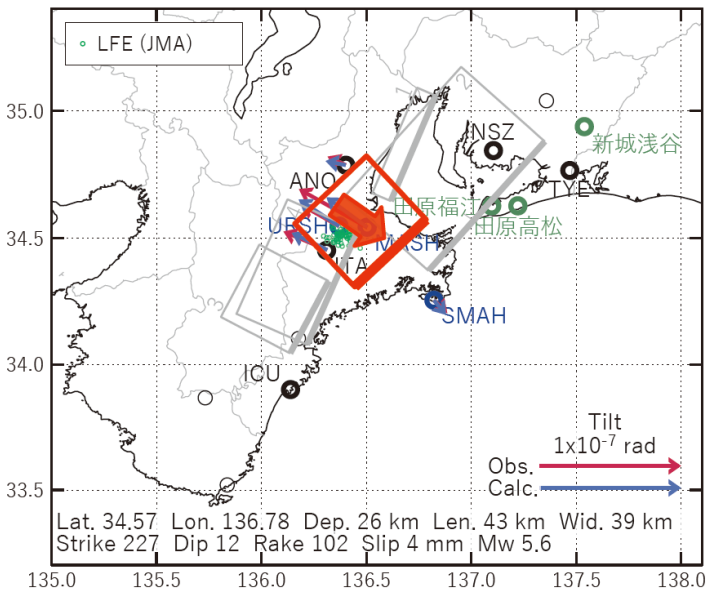 LFE (JMA)
35.0
NSZ
新城浅谷
ANO
TYE
田原福江
34.5
URSH
MASH
田原高松
ITA
SMAH
34.0
ICU
Tilt
1x10-7 rad
Obs.
Calc.
33.5
Lat. 34.57 Lon. 136.78 Dep. 26 km Len. 43 km Wid. 39 km
Strike 227 Dip 12 Rake 102 Slip 4 mm Mw 5.6
135.0 135.5 136.0 136.5 137.0 137.5 138.0